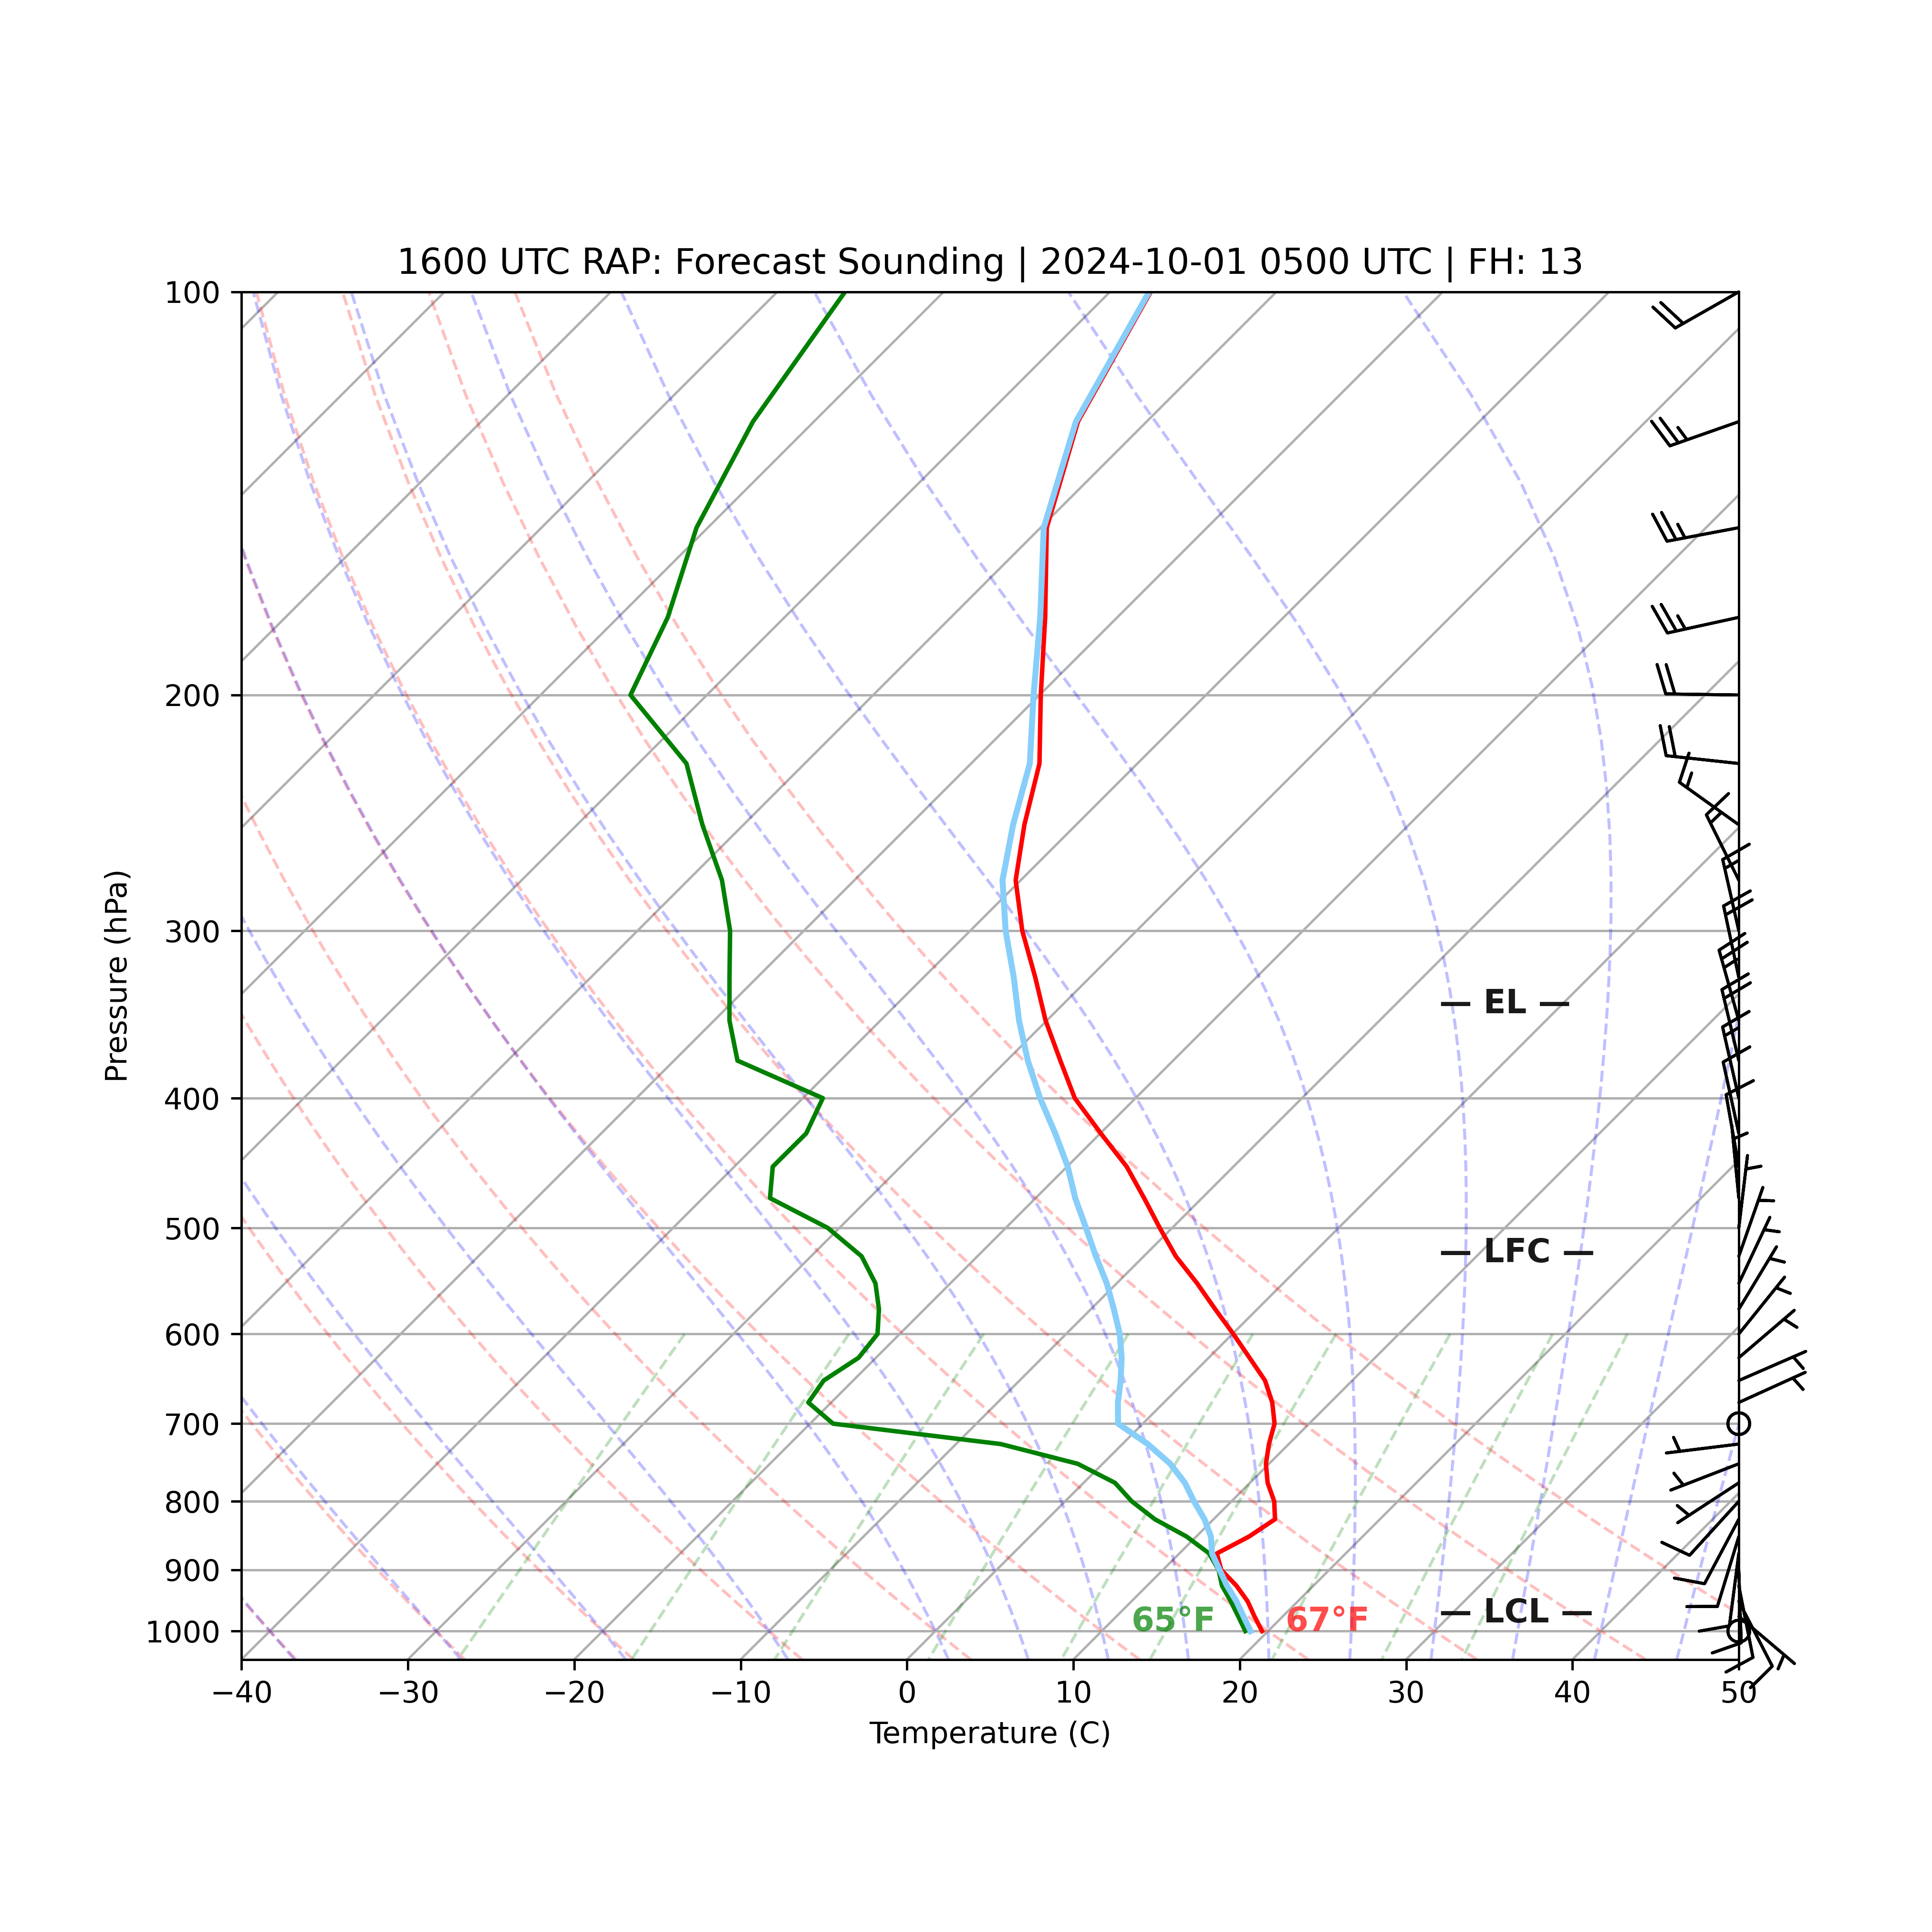 1600 UTC RAP: Forecast Sounding | 2024-10-01 0500 UTC | FH: 13
100
200
300
— EL —
Pressure (hPa)
400
500
— LFC —
600
700
800
900
65°F 67°F — LCL —
1000
−40 −30 −20 −10 0 10 20 30 40 50
Temperature (C)